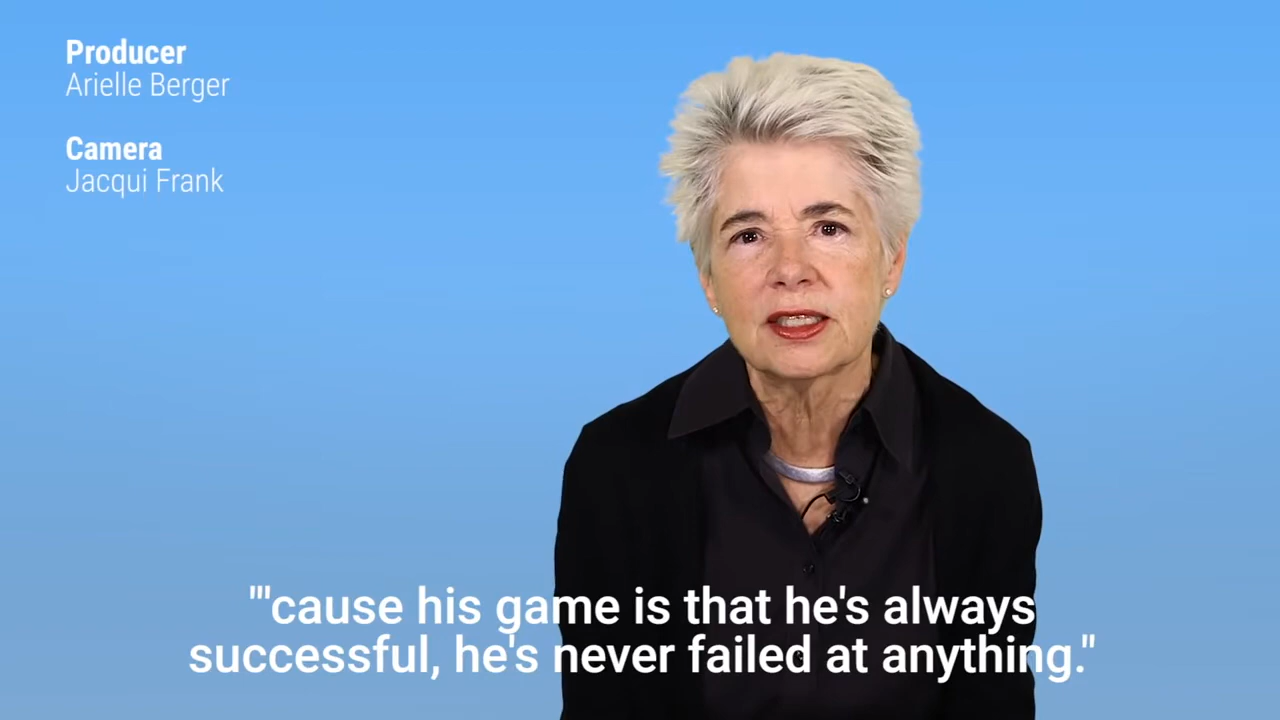 Producer
Arielle Berger
Camera
Jacqui Frank
"'cause his game is that he's always
successful, he's never failed at anything."